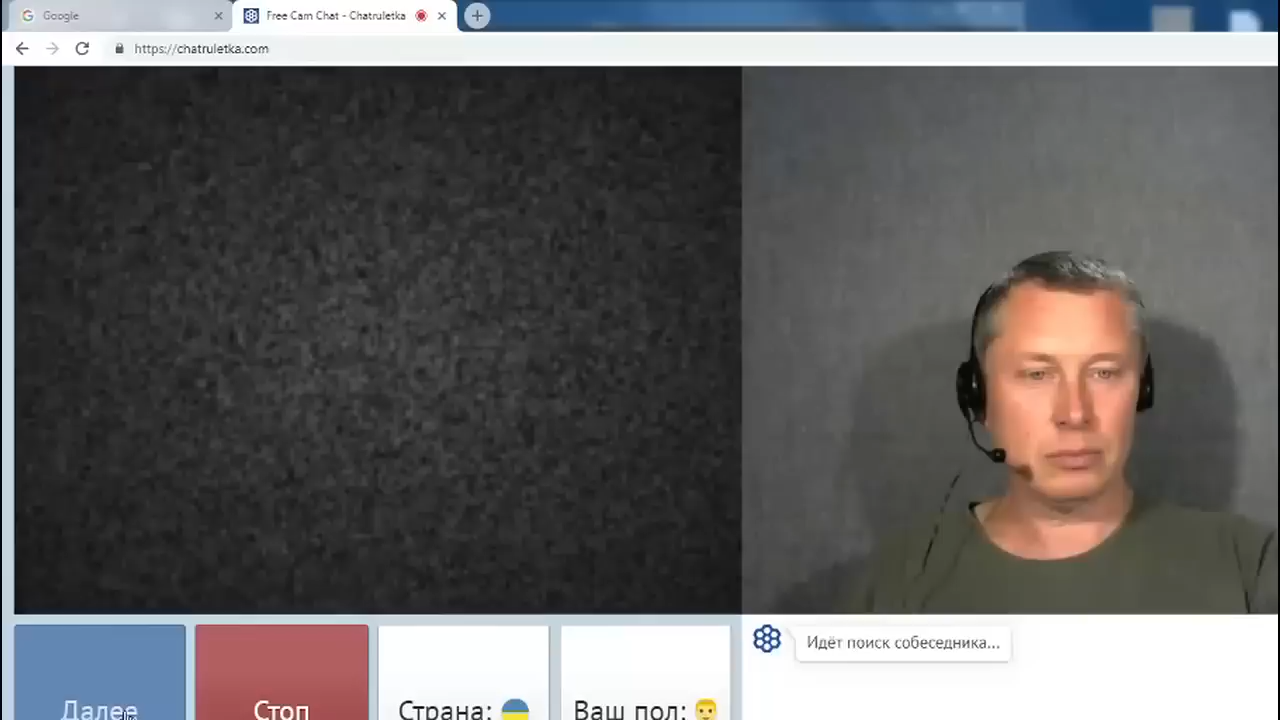 Google
Free Cam Chat - Chatruletka
https://chatruletka.com
Идёт поиск собеседника...
Далее
Стоп
Страна:
Ваш пол: